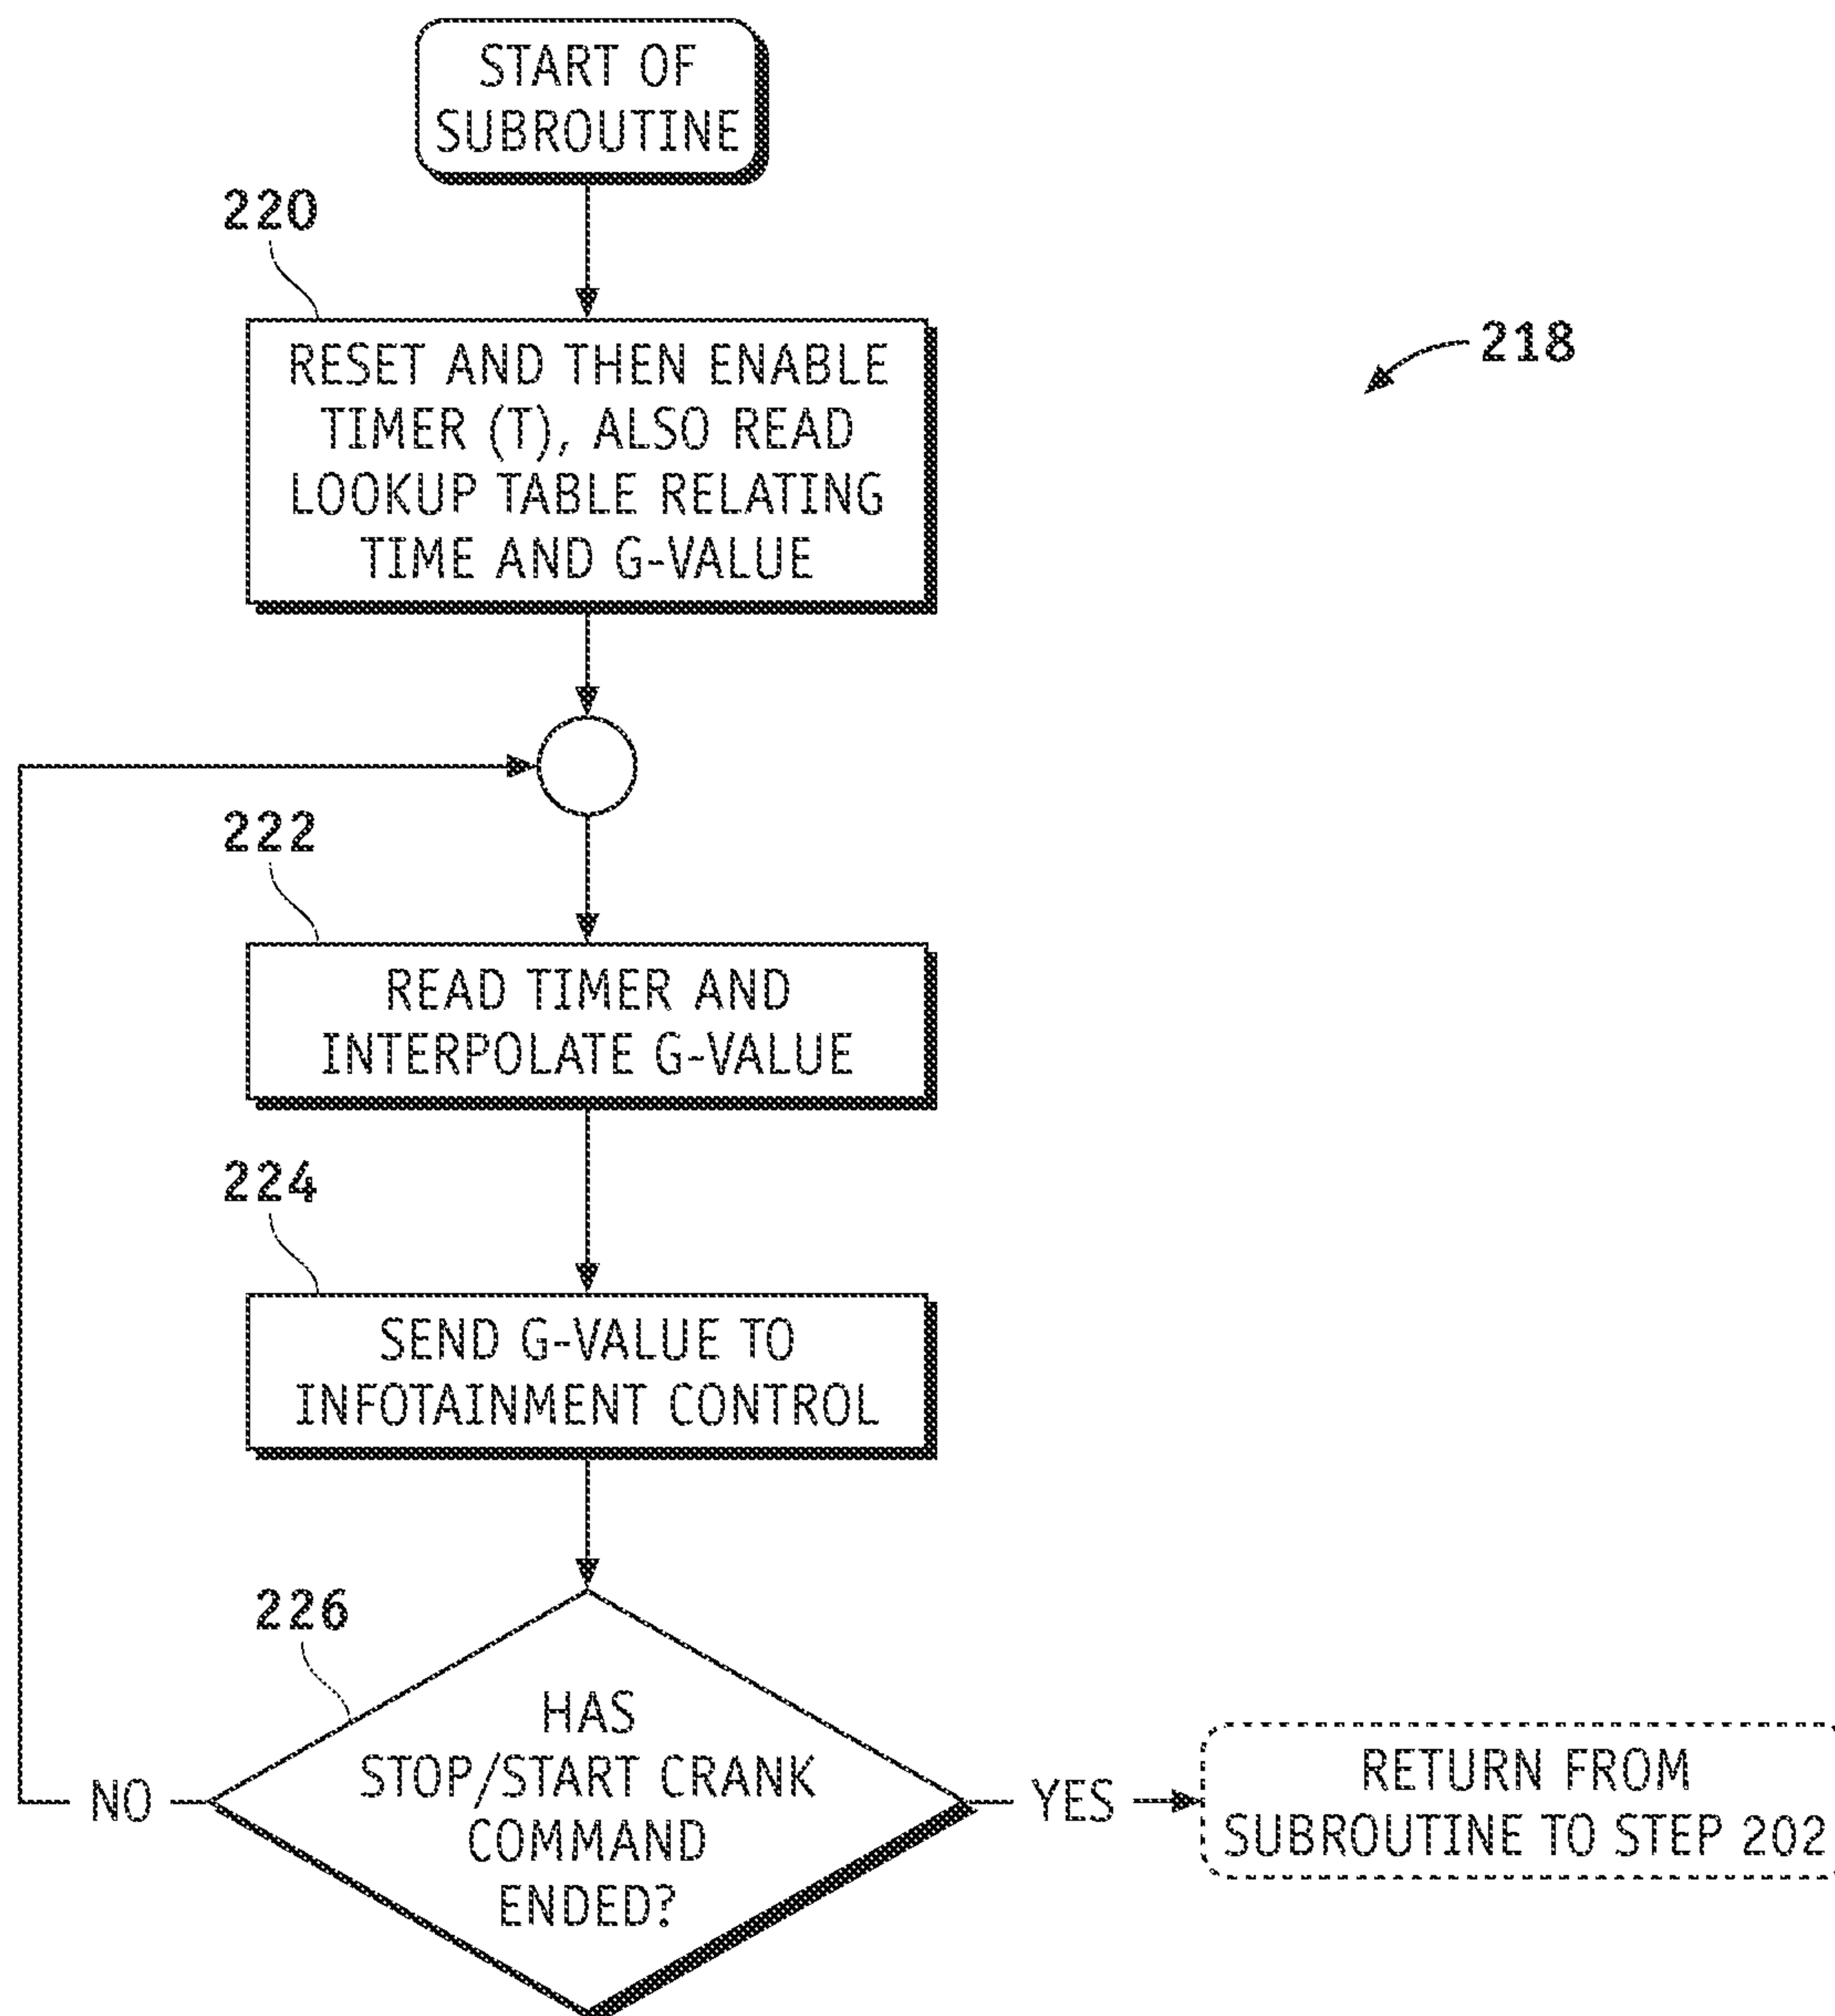 START OF
SUBROUTINE
220
RESET AND THEN ENABLE
TIMER (T), ALSO READ
LOOKUP TABLE RELATING
TIME AND G-VALUE
218
222
READ TIMER AND
INTERPOLATE G-VALUE
224
SEND G-VALUE TO
INFOTAINMENT CONTROL
226
HAS
STOP/START CRANK
COMMAND
ENDED?
NO
YES
RETURN FROM
SUBROUTINE TO STEP 202